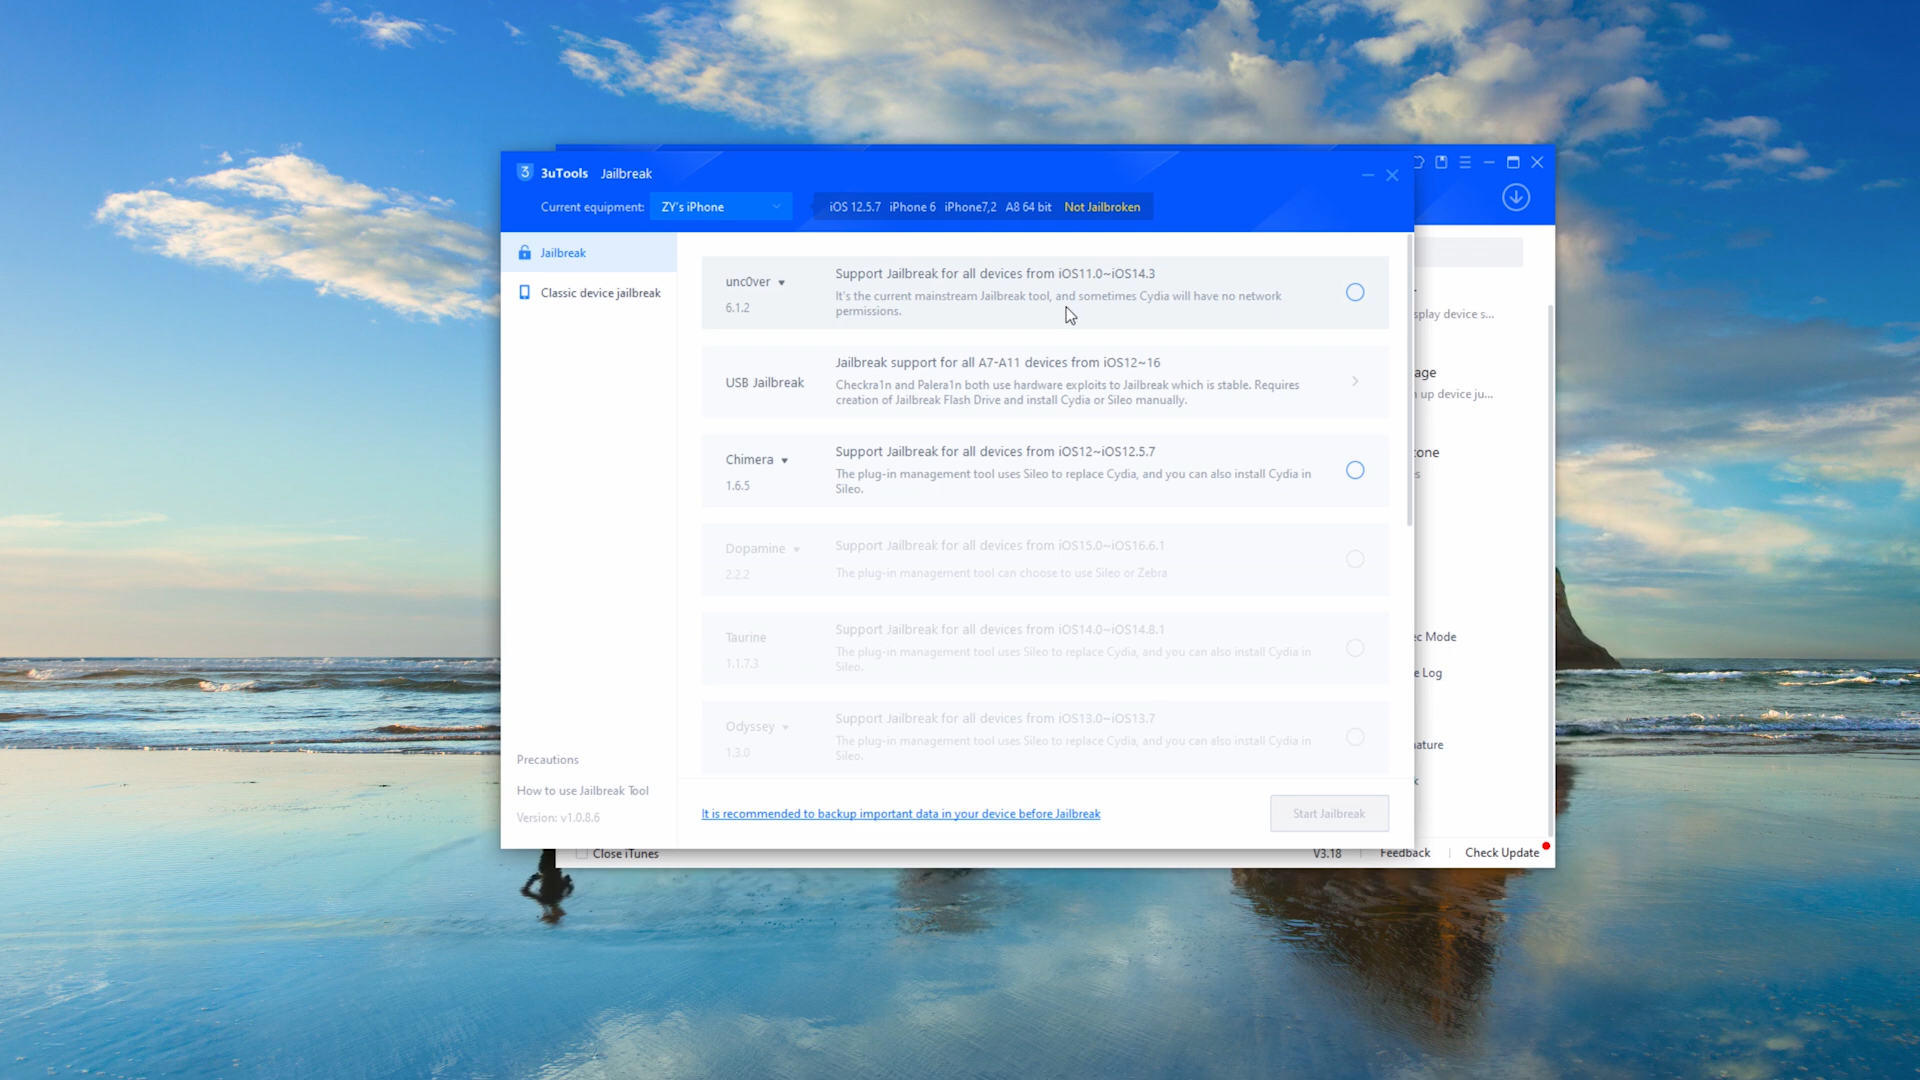 3 3uTools Jailbreak
Current equipment: ZY's iPhone iOS 12.5.7 iPhone 6 iPhone7,2 A8 64 bit Not Jailbroken
Jailbreak
Classic device jailbreak
unc0ver
6.1.2
Support Jailbreak for all devices from iOS11.0~iOS14.3
It's the current mainstream Jailbreak tool, and sometimes Cydia will have no network
permissions.
USB Jailbreak
Jailbreak support for all A7-A11 devices from iOS12~16
Checkra1n and Palera1n both use hardware exploits to Jailbreak which is stable. Requires
creation of Jailbreak Flash Drive and install Cydia or Sileo manually.
Chimera
1.6.5
Support Jailbreak for all devices from iOS12~iOS12.5.7
The plug-in management tool uses Sileo to replace Cydia, and you can also install Cydia in
Sileo.
Dopamine
2.2.2
Support Jailbreak for all devices from iOS15.0~iOS16.6.1
The plug-in management tool can choose to use Sileo or Zebra
Taurine
1.1.7.3
Support Jailbreak for all devices from iOS14.0~iOS14.8.1
The plug-in management tool uses Sileo to replace Cydia, and you can also install Cydia in
Sileo.
Odyssey
1.3.0
Support Jailbreak for all devices from iOS13.0~iOS13.7
The plug-in management tool uses Sileo to replace Cydia, and you can also install Cydia in
Sileo.
Precautions
How to use Jailbreak Tool
Version: v1.0.8.6
It is recommended to backup important data in your device before Jailbreak
Start Jailbreak
splay device s...
age
up device ju...
one
s
ec Mode
e Log
ature
k
Close iTunes
V3.18
Feedback
Check Update